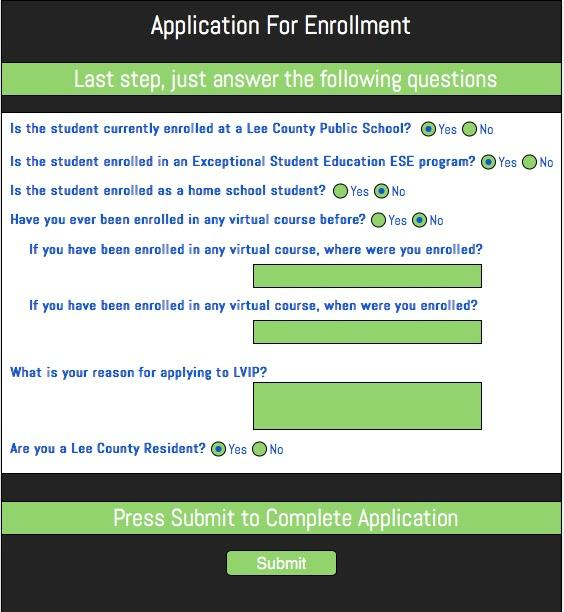 Application For Enrollment
Last step, just answer the following questions
Is the student currently enrolled at a Lee County Public School? Yes No
Is the student enrolled in an Exceptional Student Education ESE program? Yes No
Is the student enrolled as a home school student? Yes No
Have you ever been enrolled in any virtual course before? Yes No
If you have been enrolled in any virtual course, where were you enrolled?
If you have been enrolled in any virtual course, when were you enrolled?
What is your reason for applying to LVIP?
Are you a Lee County Resident? Yes No
Press Submit to Complete Application
Submit